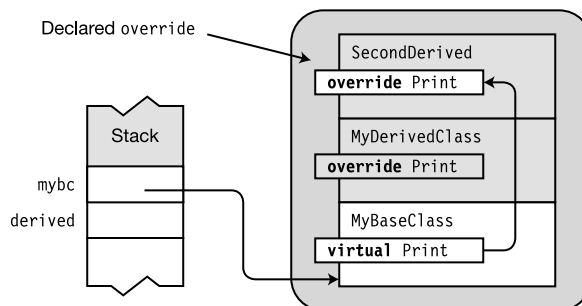 Declared override
SecondDerived
override Print
Stack
MyDerivedClass
override Print
mybc
derived
MyBaseClass
virtual Print